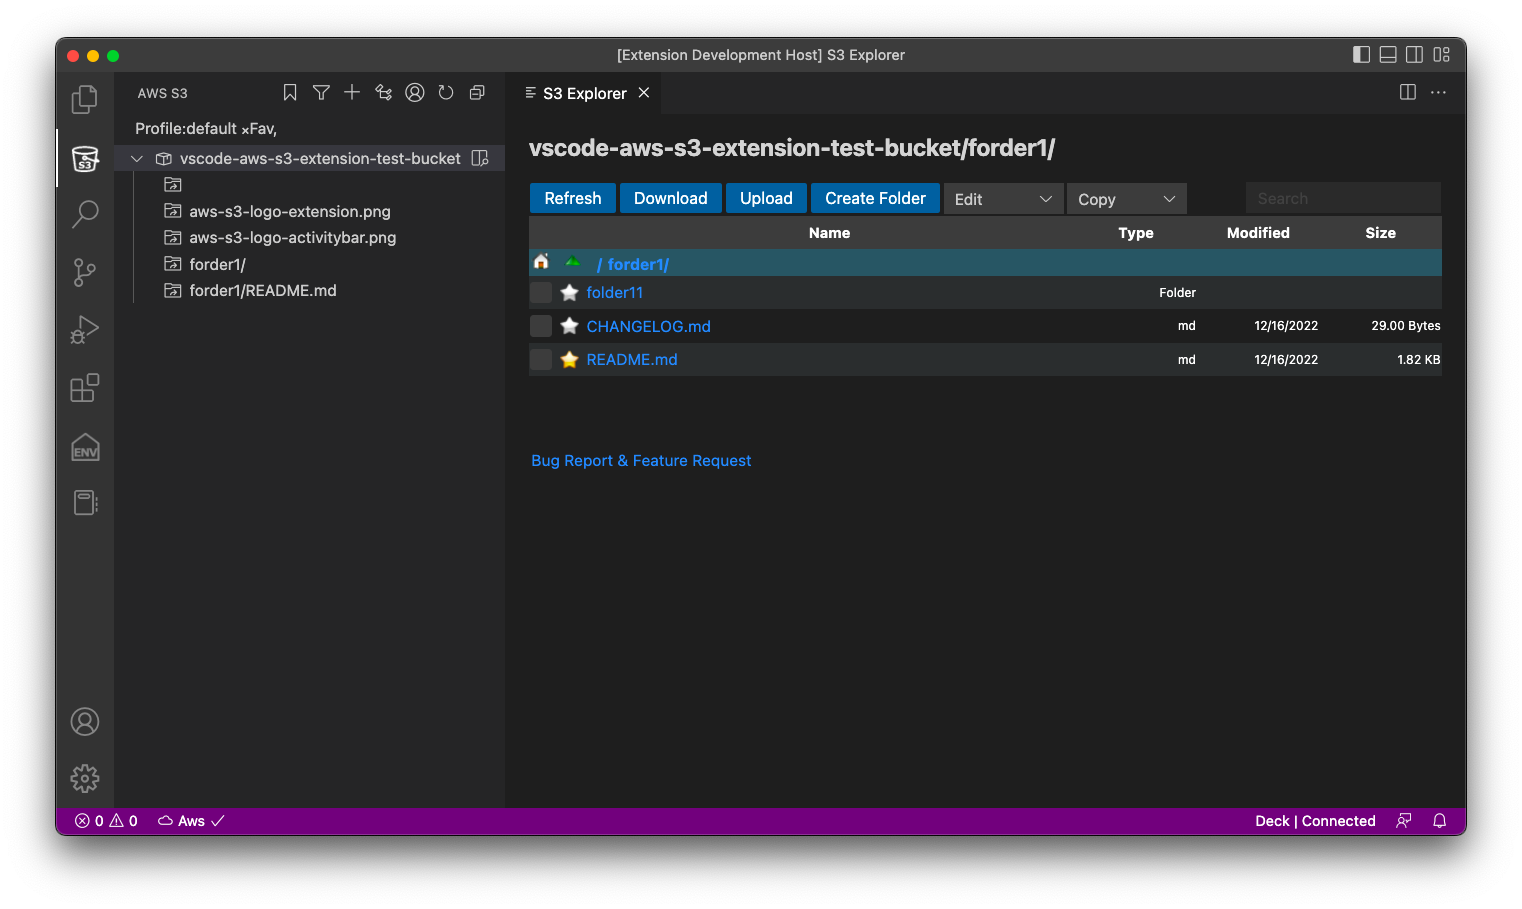 [Extension Development Host] S3 Explorer
AWS S3
S3 Explorer
Profile:default ×Fav,
vscode-aws-s3-extension-test-bucket
aws-s3-logo-extension.png
aws-s3-logo-activitybar.png
forder1/
forder1/README.md
S3
ENV
vscode-aws-s3-extension-test-bucket/forder1/
Refresh Download Upload Create Folder Edit Copy Search
Name Type Modified Size
/ forder1/
folder11 Folder
CHANGELOG.md md 12/16/2022 29.00 Bytes
README.md md 12/16/2022 1.82 KB
Bug Report & Feature Request
0 0 Aws Deck | Connected